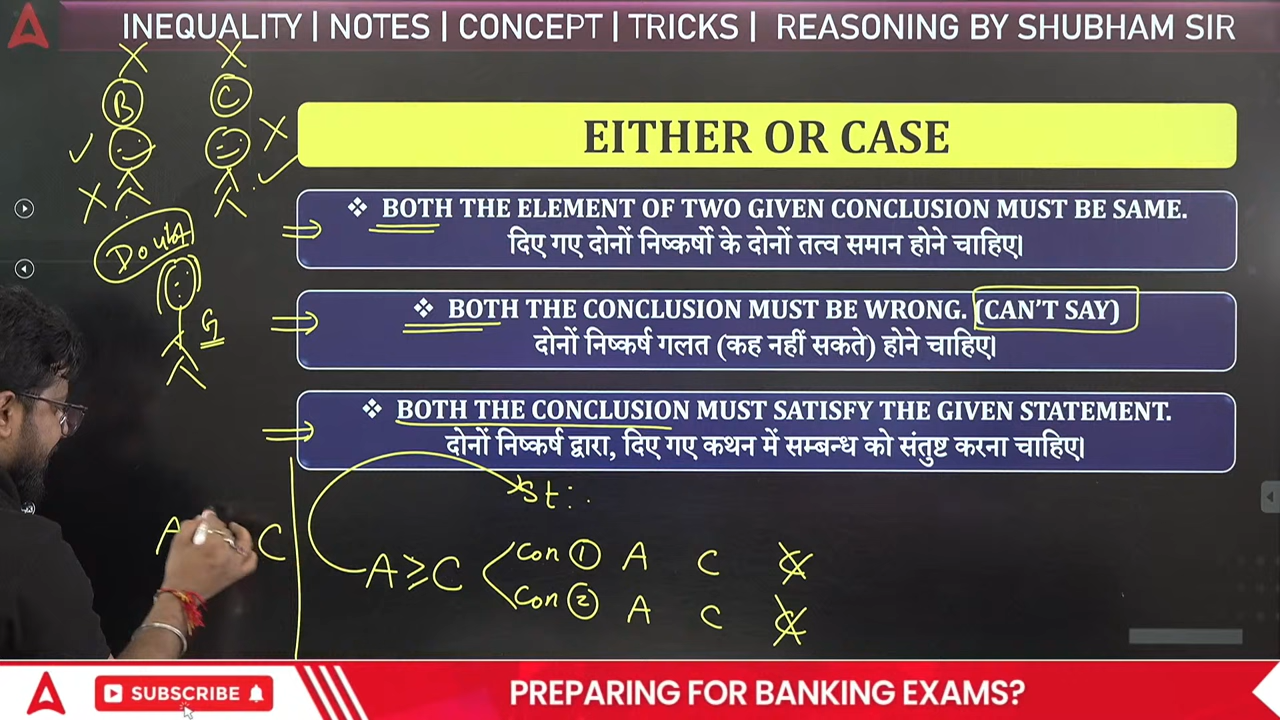 INEQUALITY | NOTES | CONCEPT | TRICKS | REASONING BY SHUBHAM SIR
B C
EITHER OR CASE
❖ BOTH THE ELEMENT OF TWO GIVEN CONCLUSION MUST BE SAME.
दिए गए दोनों निष्कर्षो के दोनों तत्व समान होने चाहिए।
Doubt
❖ BOTH THE CONCLUSION MUST BE WRONG. (CAN'T SAY)
दोनों निष्कर्ष गलत (कह नहीं सकते) होने चाहिए।
G
❖ BOTH THE CONCLUSION MUST SATISFY THE GIVEN STATEMENT.
दोनों निष्कर्ष द्वारा, दिए गए कथन में सम्बन्ध को संतुष्ट करना चाहिए।
St:
A C
A ≥ C
Con ① A C
Con ② A C
SUBSCRIBE
PREPARING FOR BANKING EXAMS?